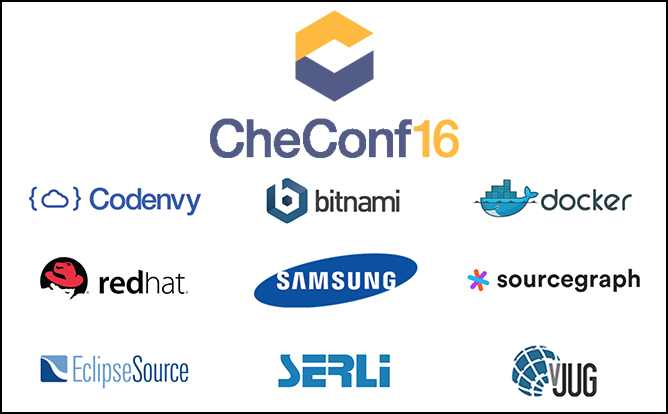 CheConf16
{ } Codenvy
bitnami
docker
redhat.
SAMSUNG
sourcegraph
EclipseSource
SERLi
vJUG